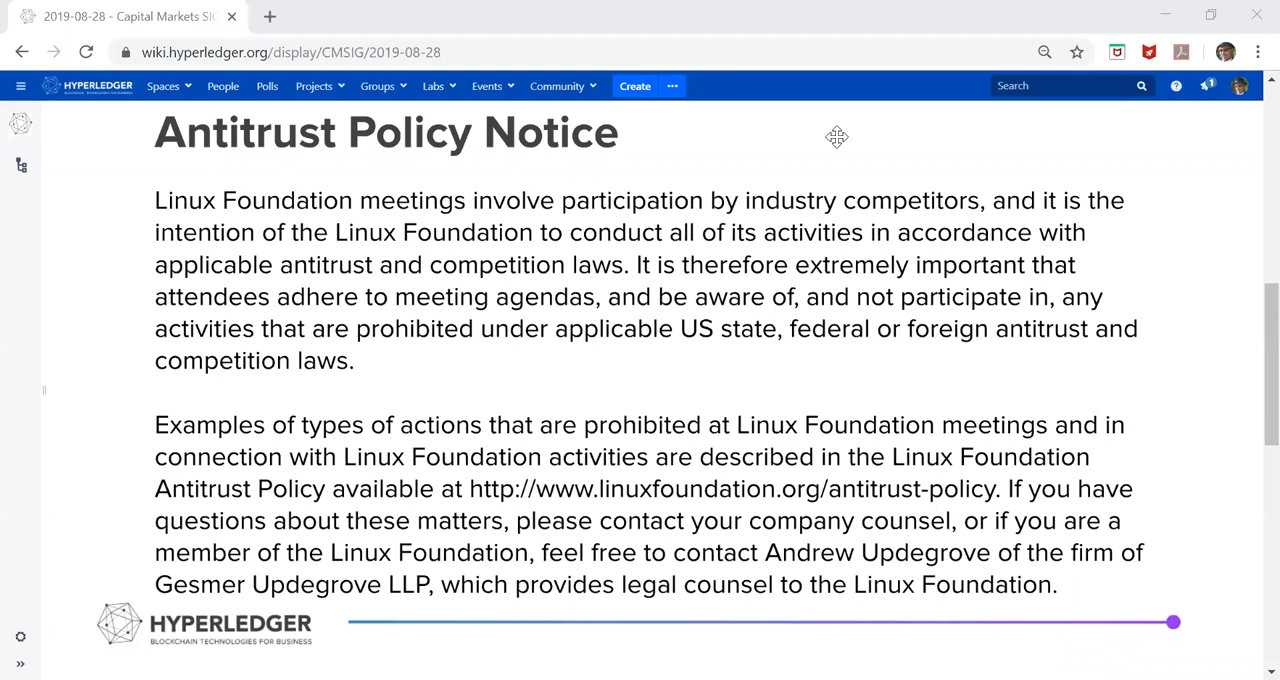 2019-08-28 - Capital Markets SIG
wiki.hyperledger.org/display/CMSIG/2019-08-28
HYPERLEDGER
BLOCKCHAIN TECHNOLOGIES FOR BUSINESS
Spaces People Polls Projects Groups Labs Events Community Create ··· Search 1
Antitrust Policy Notice
Linux Foundation meetings involve participation by industry competitors, and it is the
intention of the Linux Foundation to conduct all of its activities in accordance with
applicable antitrust and competition laws. It is therefore extremely important that
attendees adhere to meeting agendas, and be aware of, and not participate in, any
activities that are prohibited under applicable US state, federal or foreign antitrust and
competition laws.
Examples of types of actions that are prohibited at Linux Foundation meetings and in
connection with Linux Foundation activities are described in the Linux Foundation
Antitrust Policy available at http://www.linuxfoundation.org/antitrust-policy. If you have
questions about these matters, please contact your company counsel, or if you are a
member of the Linux Foundation, feel free to contact Andrew Updegrove of the firm of
Gesmer Updegrove LLP, which provides legal counsel to the Linux Foundation.
HYPERLEDGER
BLOCKCHAIN TECHNOLOGIES FOR BUSINESS